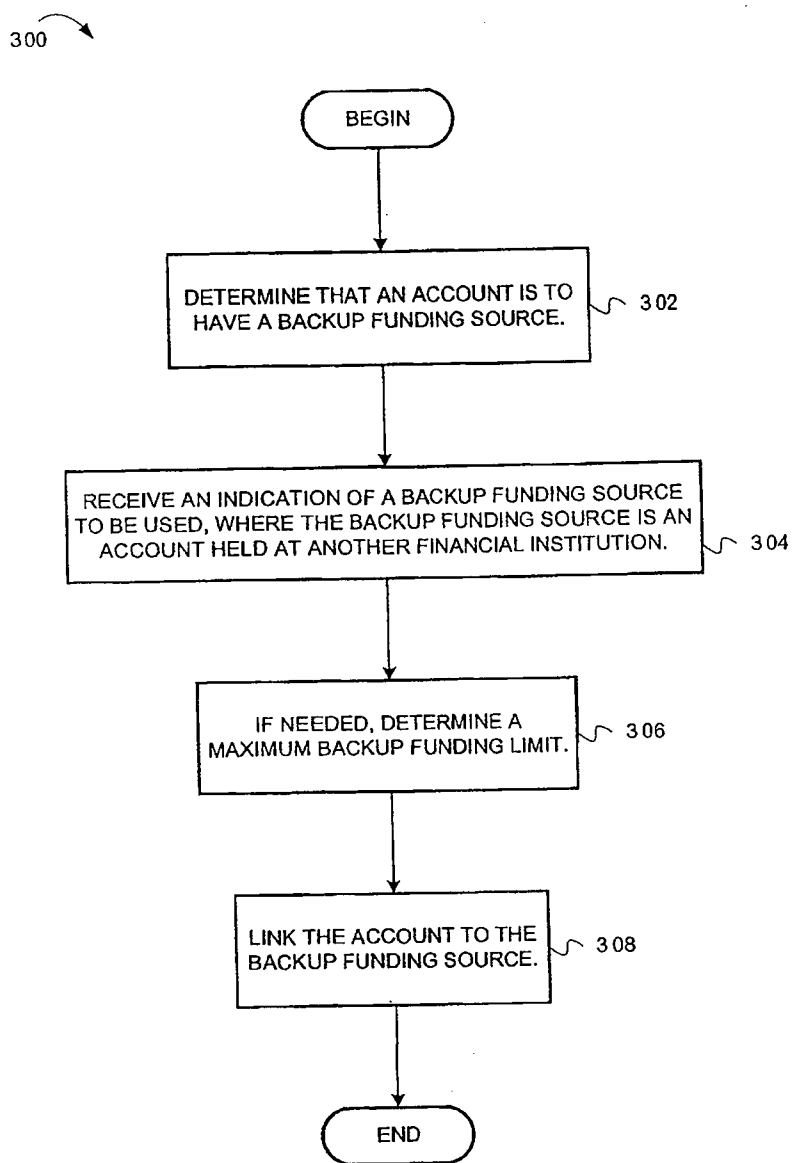 300
BEGIN
DETERMINE THAT AN ACCOUNT IS TO
HAVE A BACKUP FUNDING SOURCE.
302
RECEIVE AN INDICATION OF A BACKUP FUNDING SOURCE
TO BE USED, WHERE THE BACKUP FUNDING SOURCE IS AN
ACCOUNT HELD AT ANOTHER FINANCIAL INSTITUTION.
304
IF NEEDED, DETERMINE A
MAXIMUM BACKUP FUNDING LIMIT.
306
LINK THE ACCOUNT TO THE
BACKUP FUNDING SOURCE.
308
END